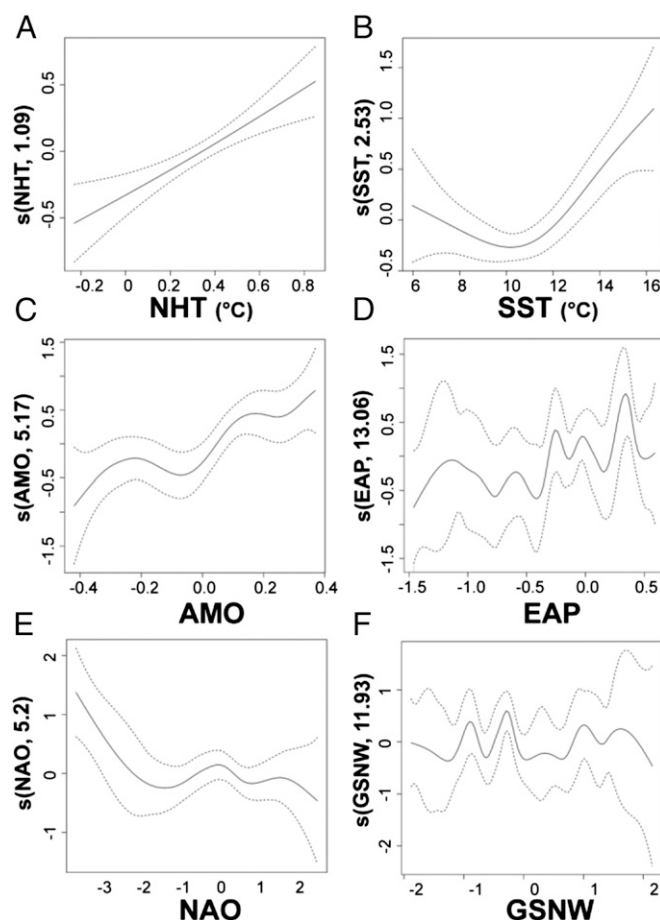 A
s(NHT, 1.09)
0.5
0.0
-0.5
-0.2 0 0.2 0.4 0.6 0.8
NHT (°C)
B
s(SST, 2.53)
1.5
1.0
0.5
0.0
-0.5
6 8 10 12 14 16
SST (°C)
C
s(AMO, 5.17)
1.5
0.5
-0.5
-1.5
-0.4 -0.2 0.0 0.2 0.4
AMO
D
s(EAP, 13.06)
1.5
0.5
-0.5
-1.5
-1.5 -1.0 -0.5 0.0 0.5
EAP
E
s(NAO, 5.2)
2
1
0
-1
-3 -2 -1 0 1 2
NAO
F
s(GSNW, 11.93)
1
0
-1
-2
-2 -1 0 1 2
GSNW